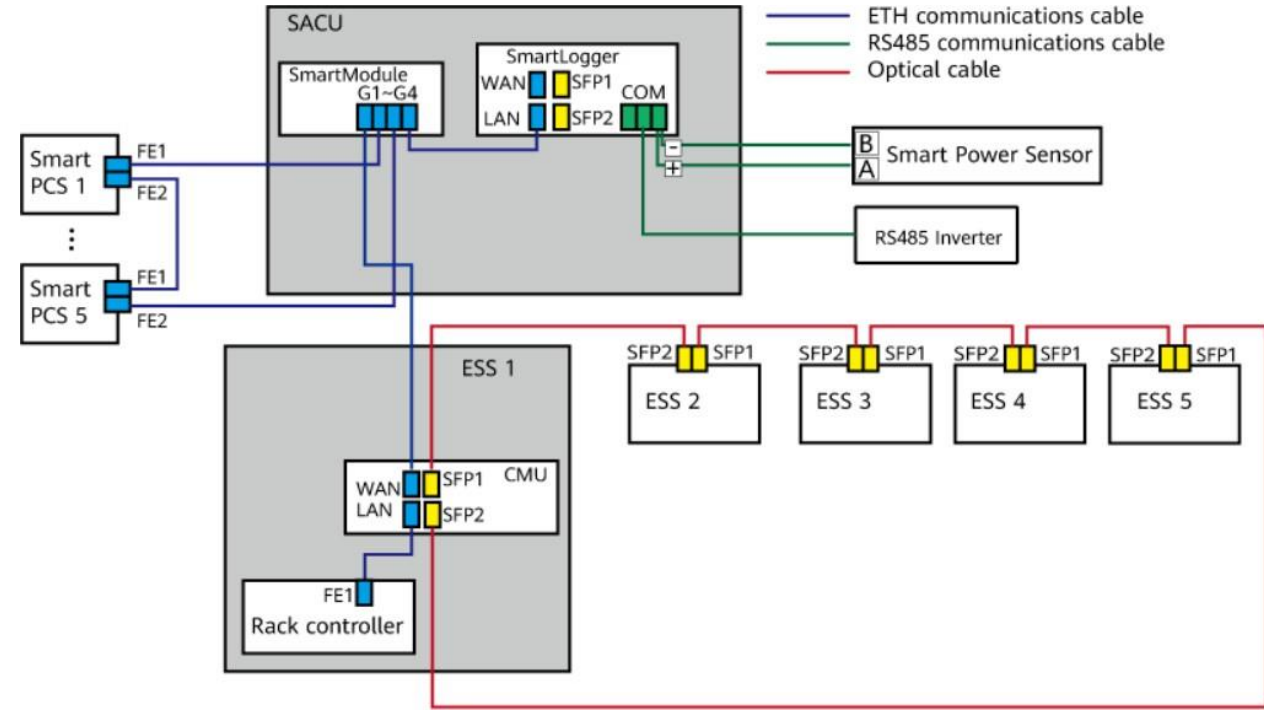 SACU
ETH communications cable
RS485 communications cable
Optical cable
SmartModule
G1~G4
SmartLogger
WAN
SFP1
COM
LAN
SFP2
Smart
PCS 1
FE1
FE2
-
+
B
A
Smart Power Sensor
RS485 Inverter
⋮
Smart
PCS 5
FE1
FE2
ESS 1
SFP2
SFP1
ESS 2
SFP2
SFP1
ESS 3
SFP2
SFP1
ESS 4
SFP2
SFP1
ESS 5
WAN
SFP1
CMU
LAN
SFP2
FE1
Rack controller